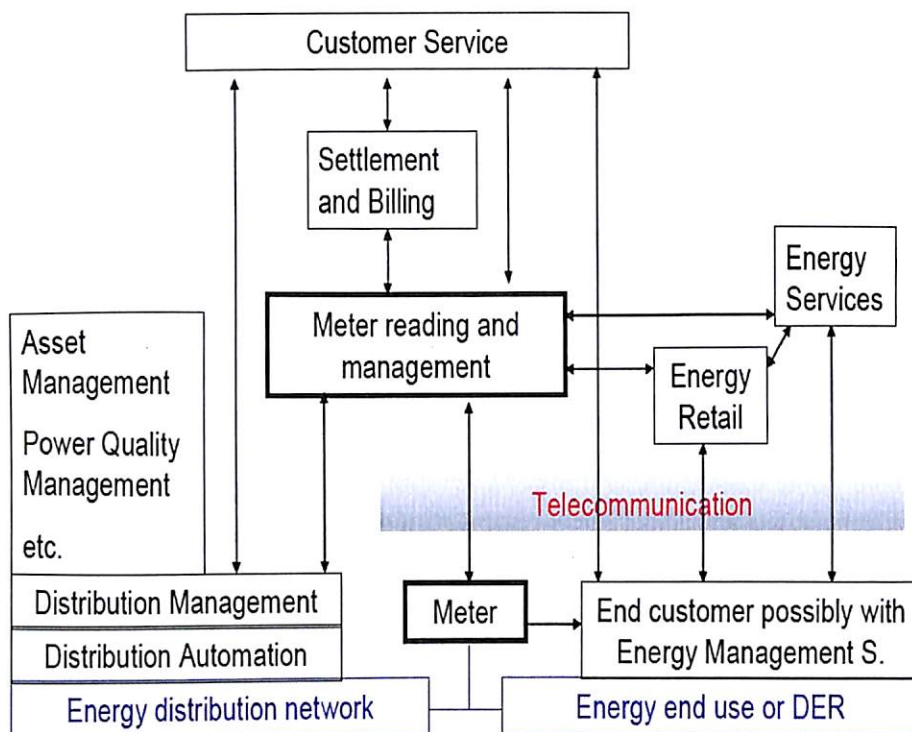 Customer Service
Settlement
and Billing
Energy
Services
Meter reading and
management
Asset
Management
Energy
Retail
Power Quality
Management
Telecommunication
etc.
Distribution Management
Meter
End customer possibly with
Energy Management S.
Distribution Automation
Energy distribution network
Energy end use or DER